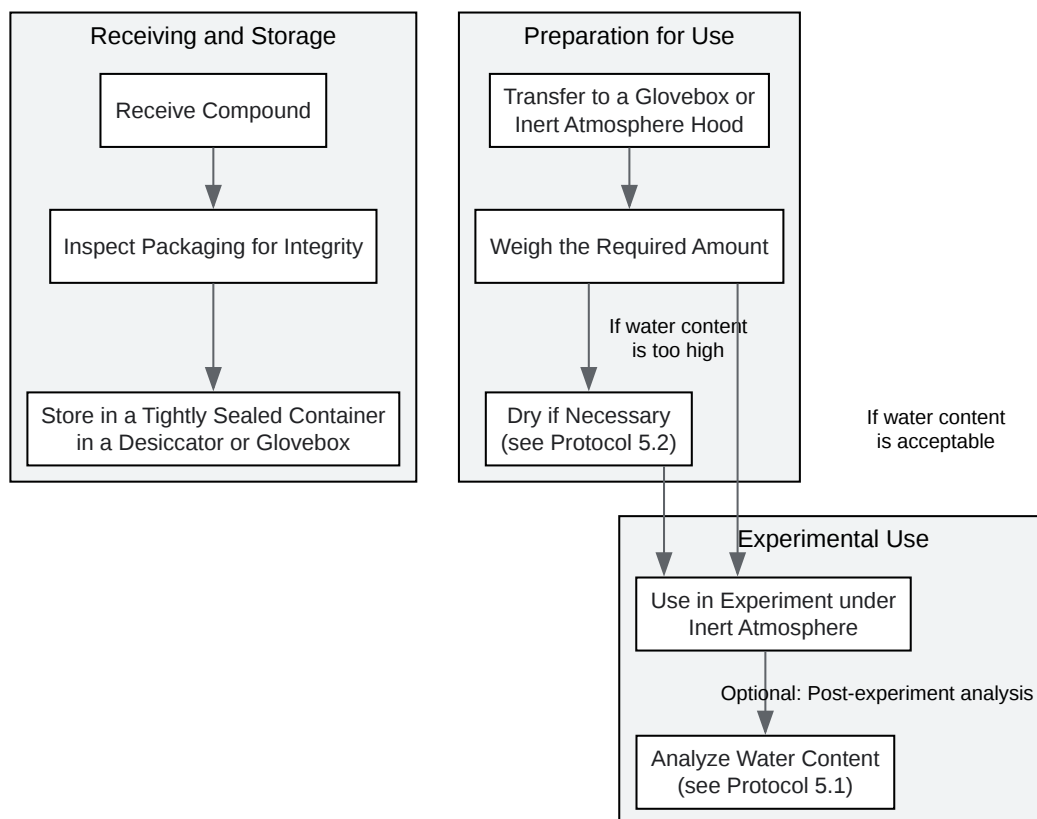 Receiving and Storage
Receive Compound
Inspect Packaging for Integrity
Store in a Tightly Sealed Container
in a Desiccator or Glovebox
Preparation for Use
Transfer to a Glovebox or
Inert Atmosphere Hood
Weigh the Required Amount
If water content
is too high
Dry if Necessary
(see Protocol 5.2)
If water content
is acceptable
Experimental Use
Use in Experiment under
Inert Atmosphere
Optional: Post-experiment analysis
Analyze Water Content
(see Protocol 5.1)